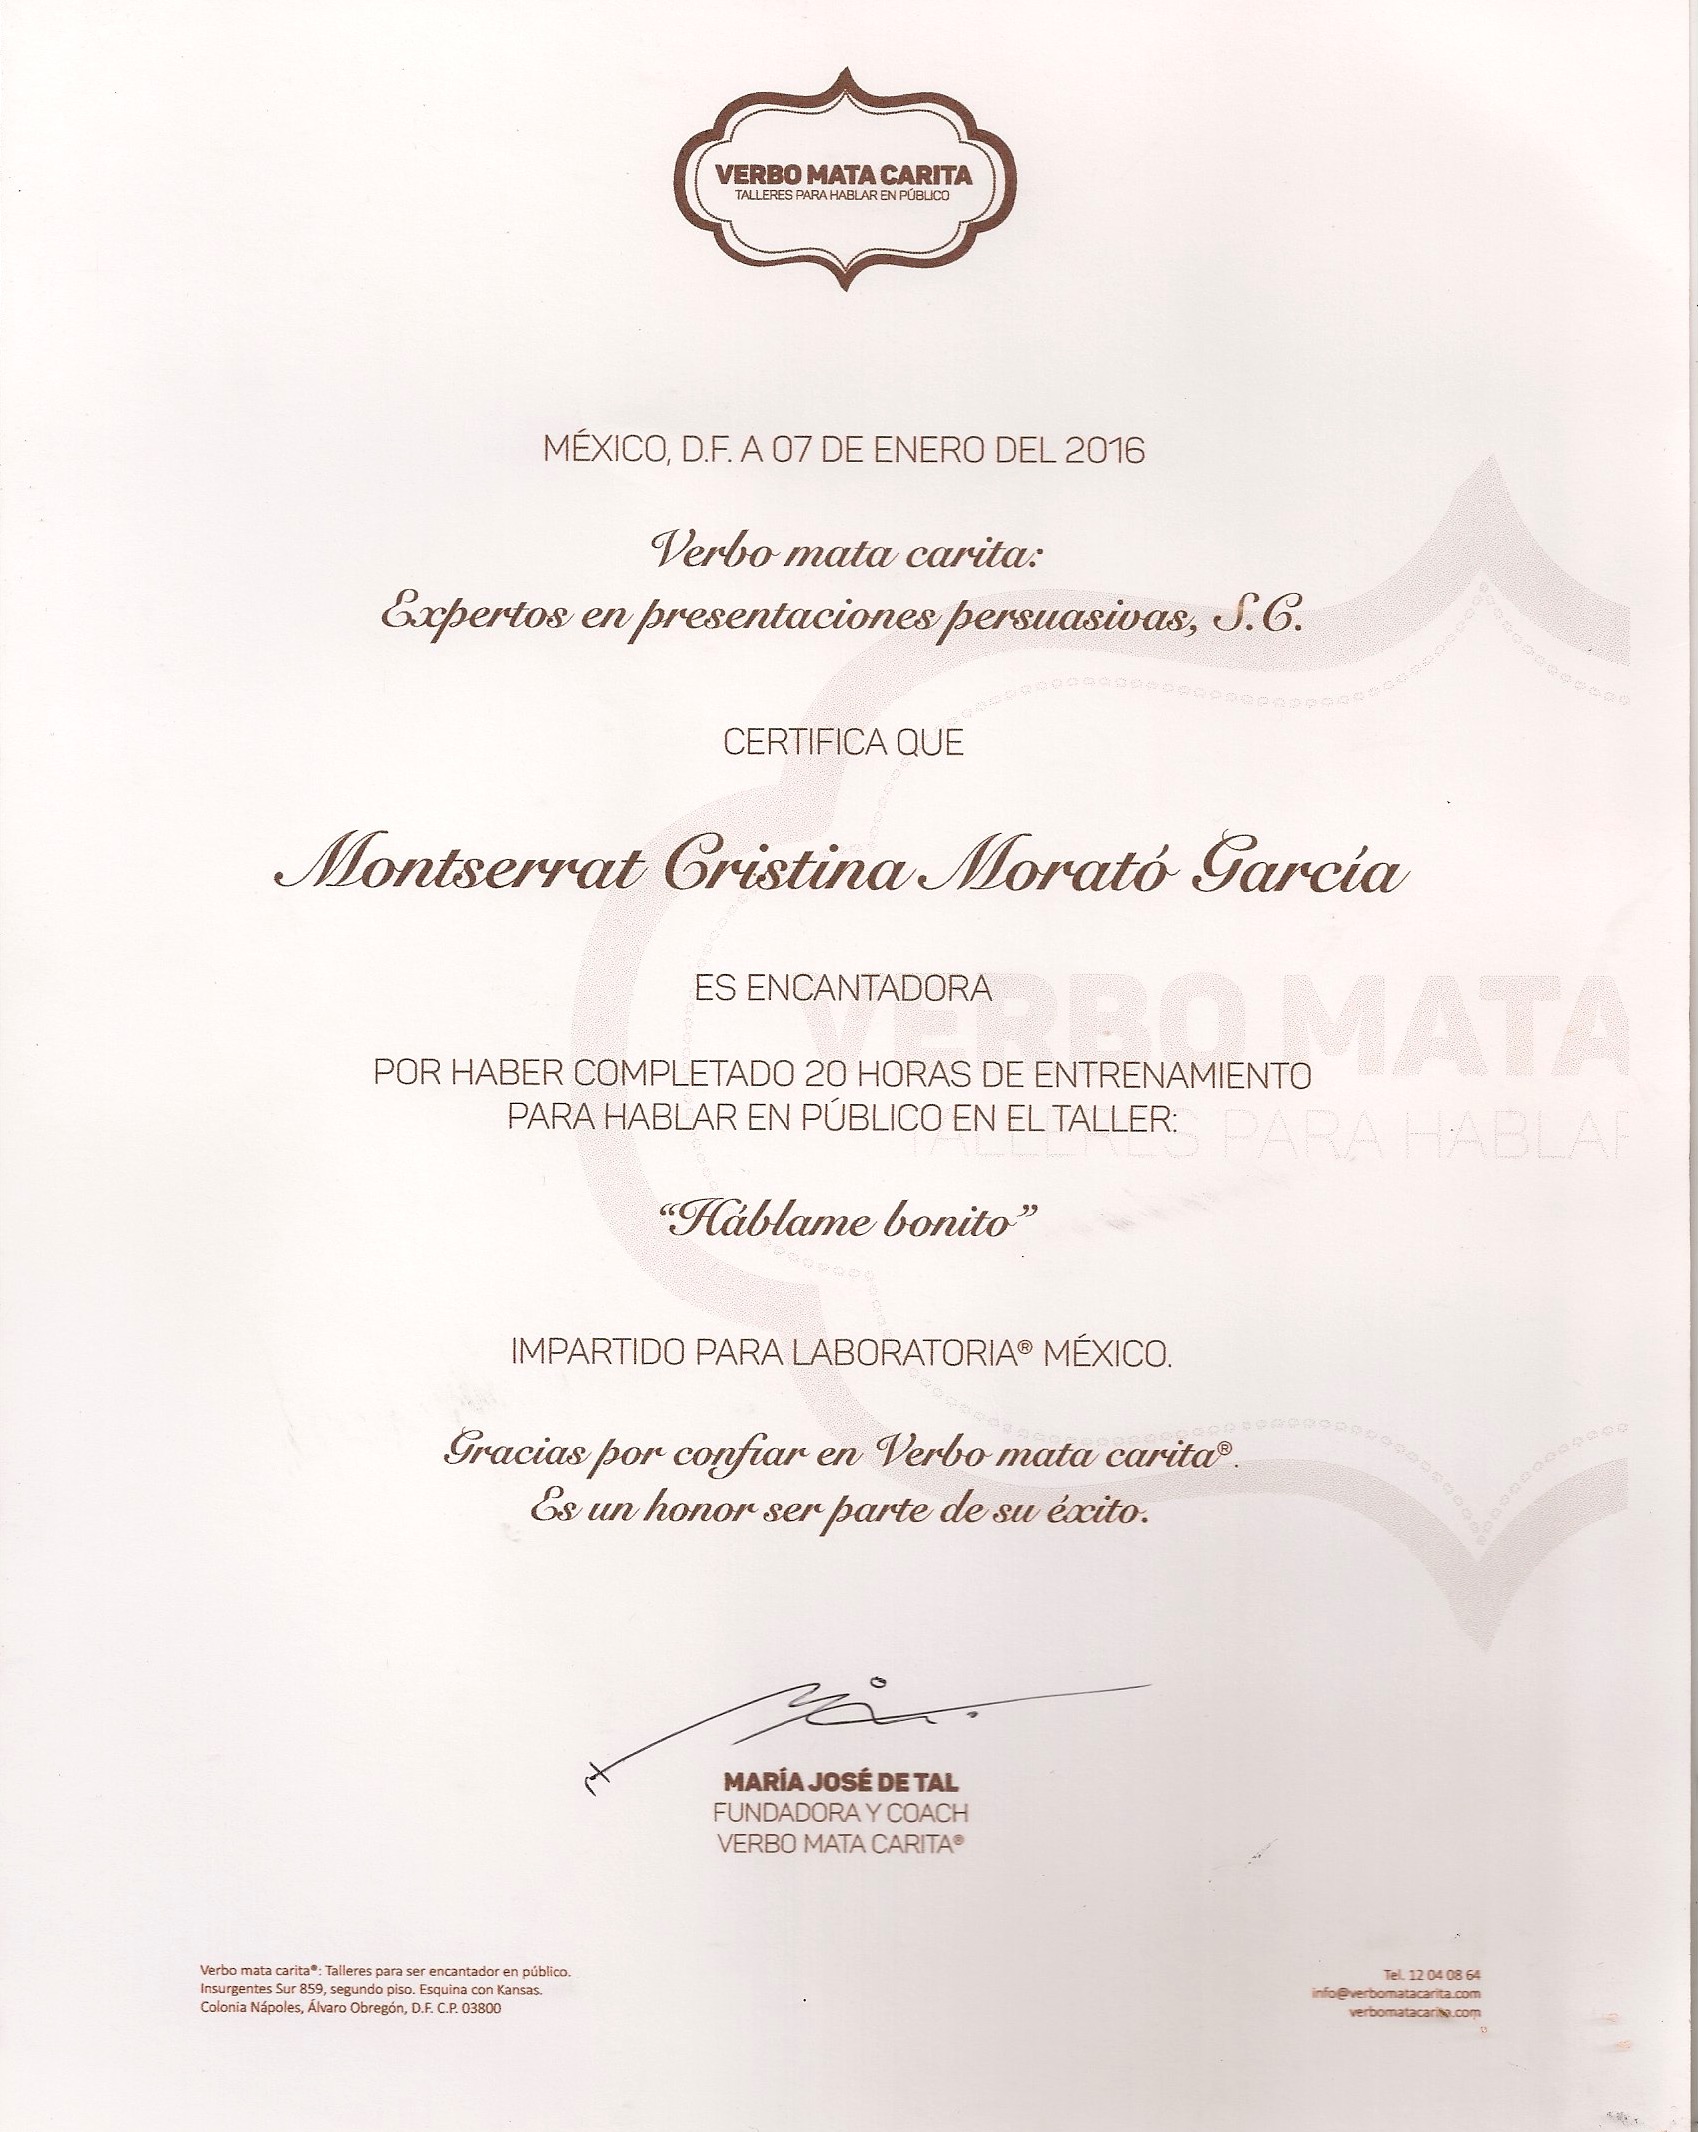 VERBO MATA CARITA
TALLERES PARA HABLAR EN PÚBLICO
MÉXICO, D.F. A 07 DE ENERO DEL 2016
Verbo mata carita:
Expertos en presentaciones persuasivas, S.C.
CERTIFICA QUE
Montserrat Cristina Morató García
ES ENCANTADORA
VERBO MATA
POR HABER COMPLETADO 20 HORAS DE ENTRENAMIENTO
PARA HABLAR EN PÚBLICO EN EL TALLER:
TALLERES PARA HABLAR
"Háblame bonito"
IMPARTIDO PARA LABORATORIA® MÉXICO.
Gracias por confiar en Verbo mata carita®.
Es un honor ser parte de su éxito.
MARÍA JOSÉ DE TAL
FUNDADORA Y COACH
VERBO MATA CARITA®
Verbo mata carita®: Talleres para ser encantador en público.
Insurgentes Sur 859, segundo piso. Esquina con Kansas.
Colonia Nápoles, Álvaro Obregón, D.F. C.P. 03800
Tel. 12 04 08 64
info@verbomatacarita.com
verbomatacarita.com